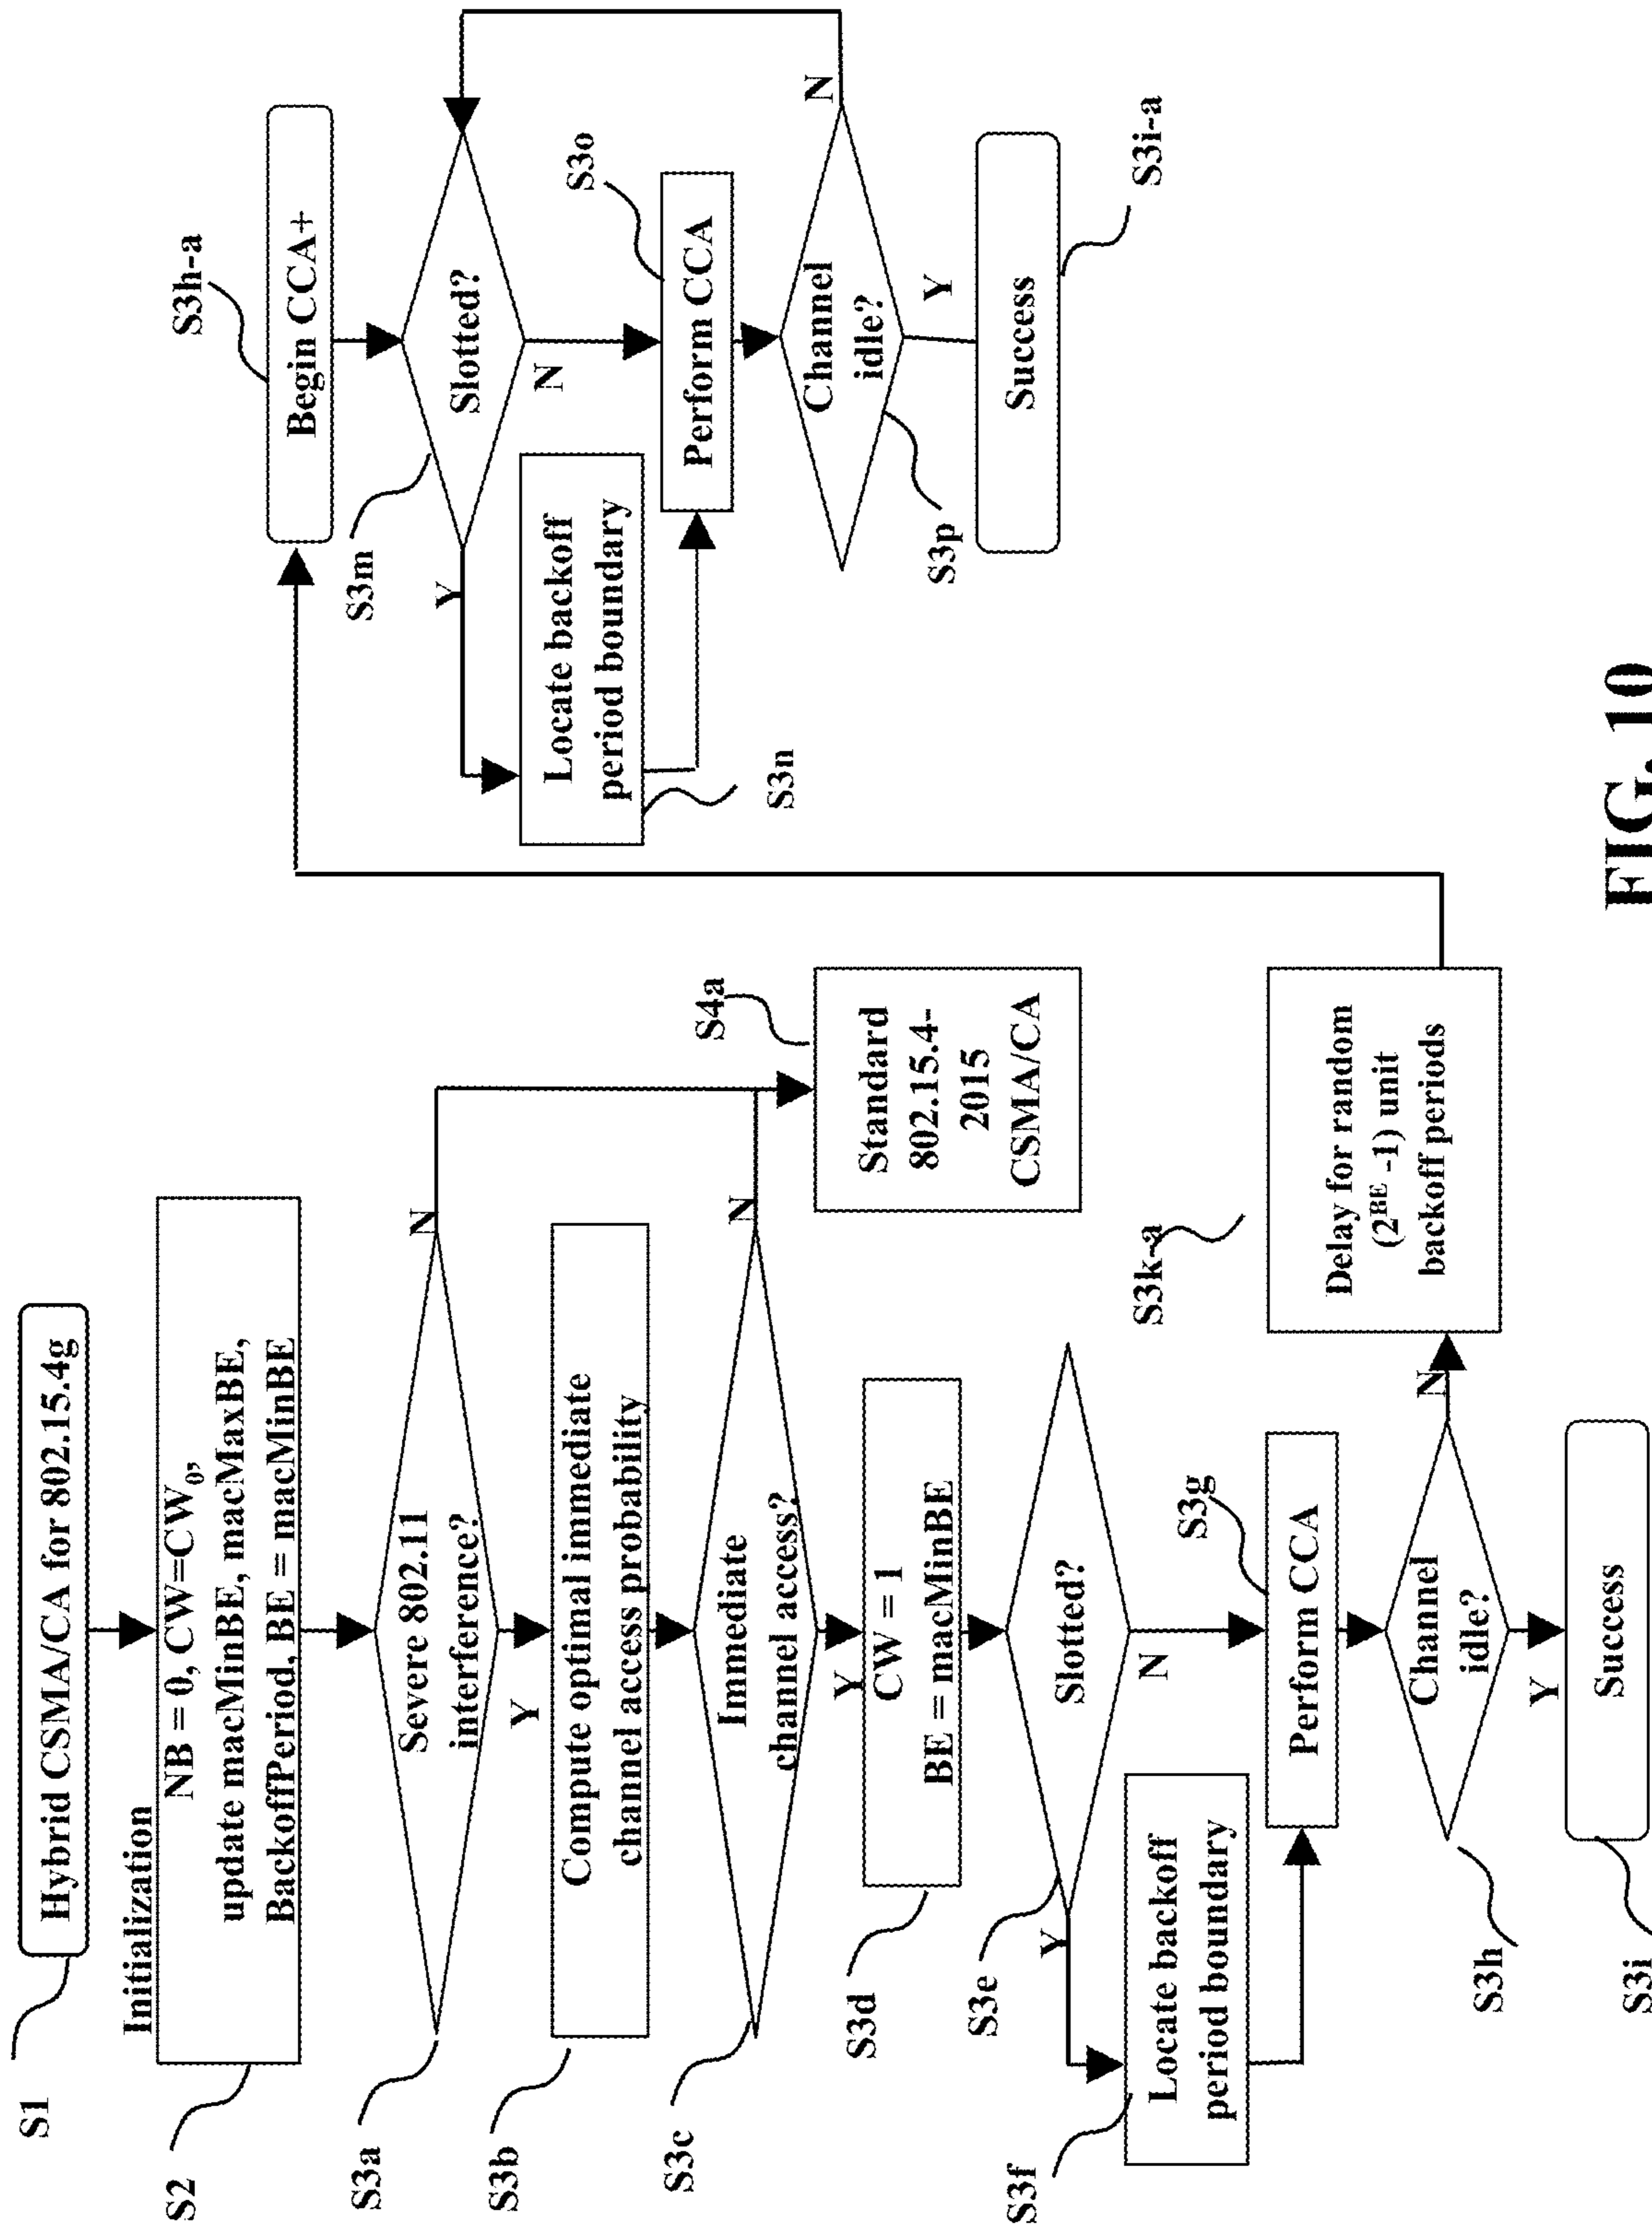 S1
Hybrid CSMA/CA for 802.15.4g
Initialization
S2
NB = 0, CW=CW₀,
update macMinBE, macMaxBE,
BackoffPeriod, BE = macMinBE
S3a
Severe 802.11
interference?
N
Y
S3b
Compute optimal immediate
channel access probability
S3c
Immediate
channel access?
N
Y
S4a
Standard
802.15.4-
2015
CSMA/CA
S3d
CW = 1
BE = macMinBE
S3e
Slotted?
Y
N
S3f
Locate backoff
period boundary
S3g
Perform CCA
S3h
Channel
idle?
N
Y
S3i
Success
S3k-a
Delay for random
(2ᴮᴱ -1) unit
backoff periods
S3h-a
Begin CCA+
S3m
Slotted?
Y
N
S3n
Locate backoff
period boundary
S3o
Perform CCA
S3p
Channel
idle?
N
Y
Success
S3i-a
FIG. 10